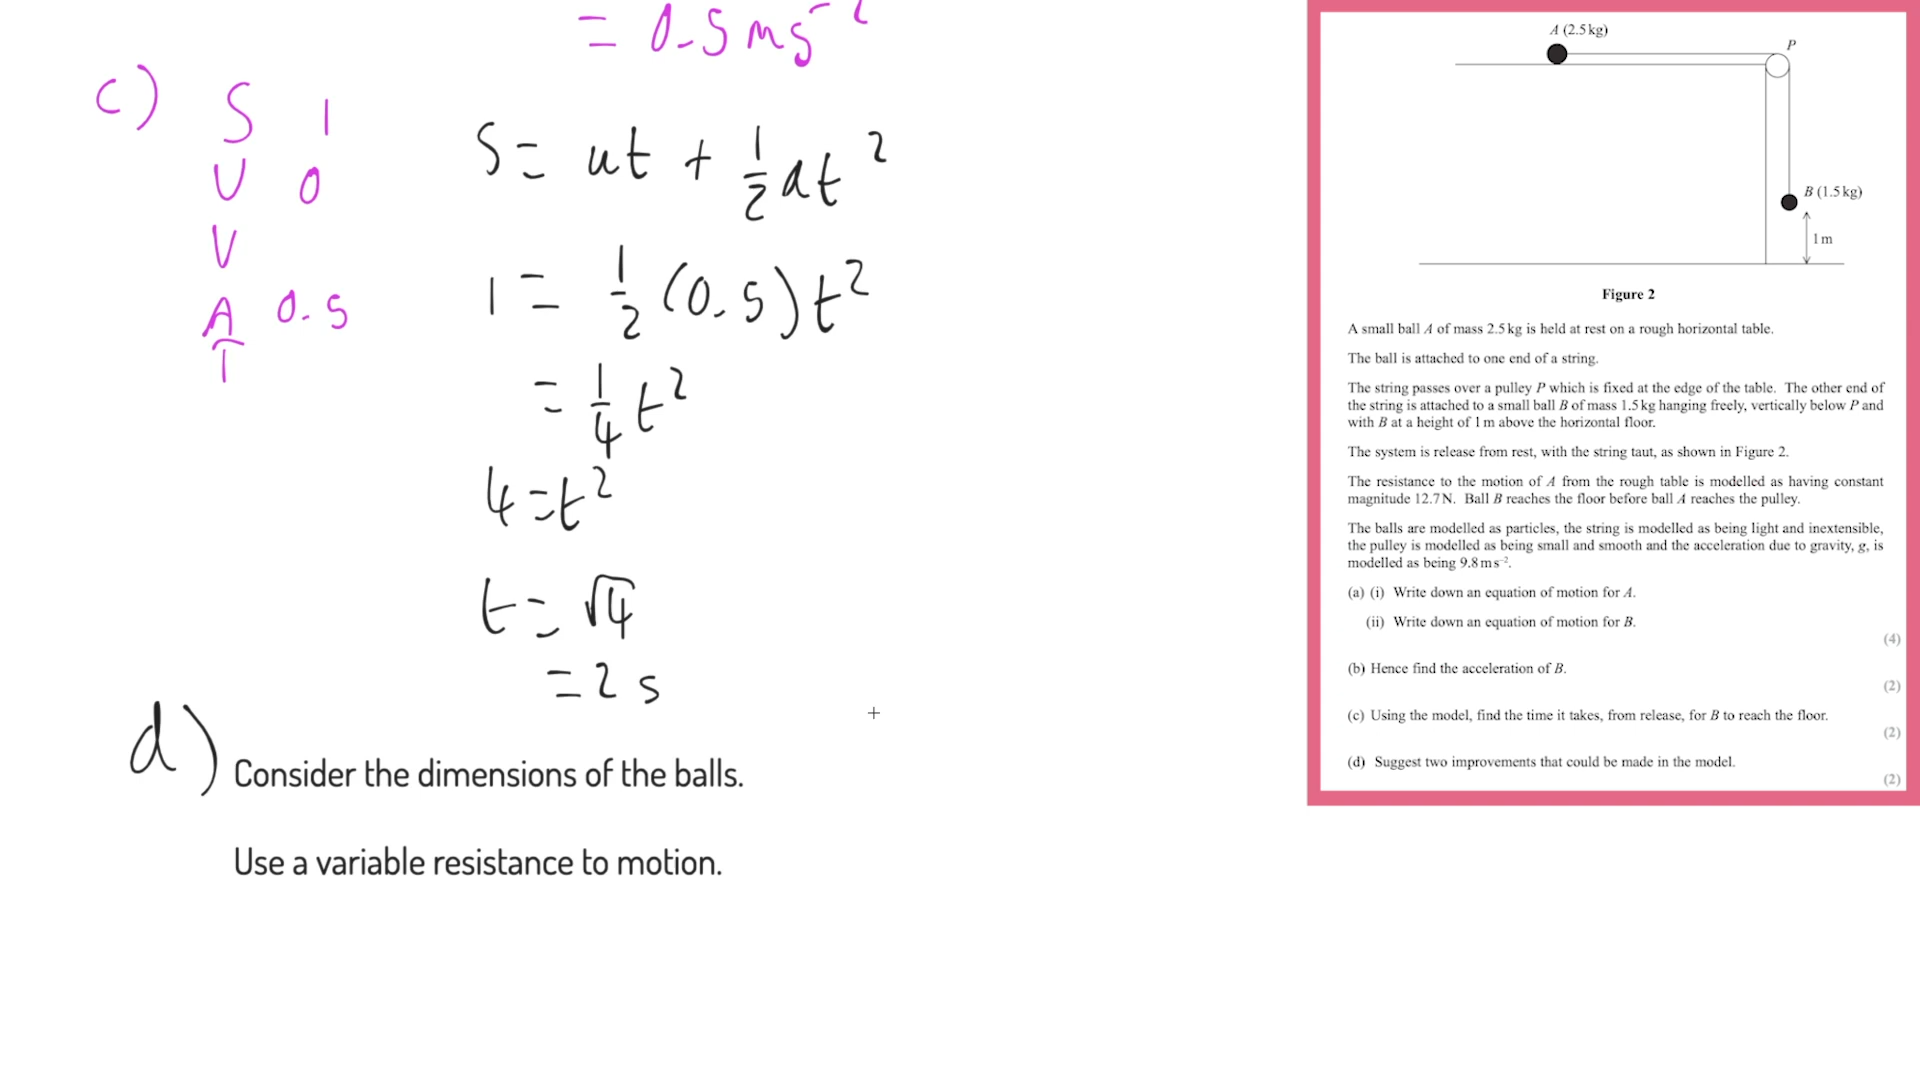 = 0.5 ms⁻²
c) S 1
U 0
V
A 0.5
T
S = ut + 1/2 at²
1 = 1/2 (0.5)t²
= 1/4 t²
4 = t²
t = √4
= 2 s
d) Consider the dimensions of the balls.
Use a variable resistance to motion.
A (2.5 kg)
P
B (1.5 kg)
1 m
Figure 2
A small ball A of mass 2.5 kg is held at rest on a rough horizontal table.
The ball is attached to one end of a string.
The string passes over a pulley P which is fixed at the edge of the table. The other end of
the string is attached to a small ball B of mass 1.5 kg hanging freely, vertically below P and
with B at a height of 1 m above the horizontal floor.
The system is release from rest, with the string taut, as shown in Figure 2.
The resistance to the motion of A from the rough table is modelled as having constant
magnitude 12.7 N. Ball B reaches the floor before ball A reaches the pulley.
The balls are modelled as particles, the string is modelled as being light and inextensible,
the pulley is modelled as being small and smooth and the acceleration due to gravity, g, is
modelled as being 9.8 m s⁻².
(a) (i) Write down an equation of motion for A.
(ii) Write down an equation of motion for B.
(4)
(b) Hence find the acceleration of B.
(2)
(c) Using the model, find the time it takes, from release, for B to reach the floor.
(2)
(d) Suggest two improvements that could be made in the model.
(2)